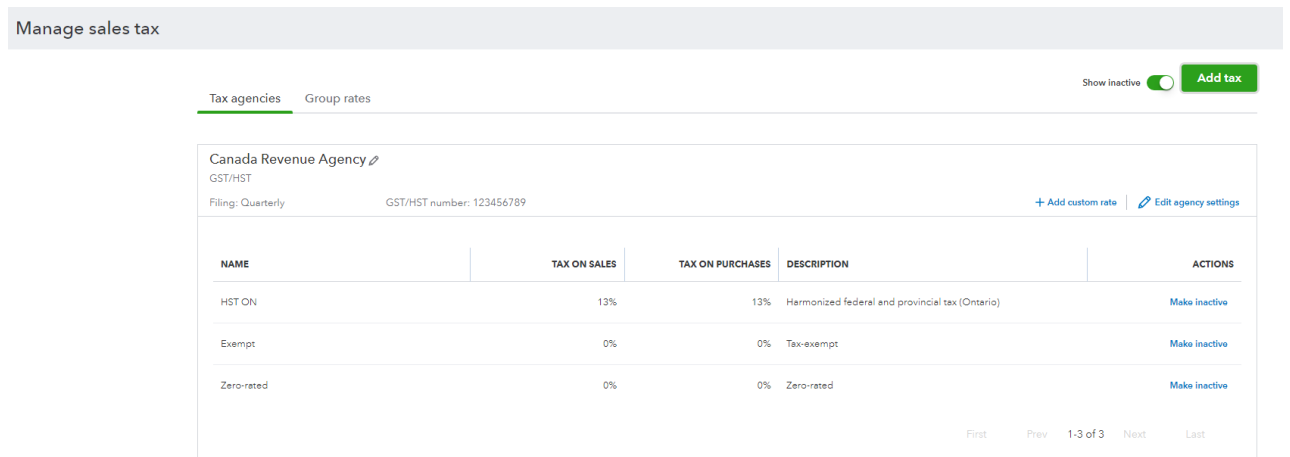 Manage sales tax
Show inactive Add tax
Tax agencies Group rates
Canada Revenue Agency
GST/HST
Filing: Quarterly GST/HST number: 123456789 + Add custom rate Edit agency settings
NAME TAX ON SALES TAX ON PURCHASES DESCRIPTION ACTIONS
HST ON 13% 13% Harmonized federal and provincial tax (Ontario) Make inactive
Exempt 0% 0% Tax-exempt Make inactive
Zero-rated 0% 0% Zero-rated Make inactive
First Prev 1-3 of 3 Next Last